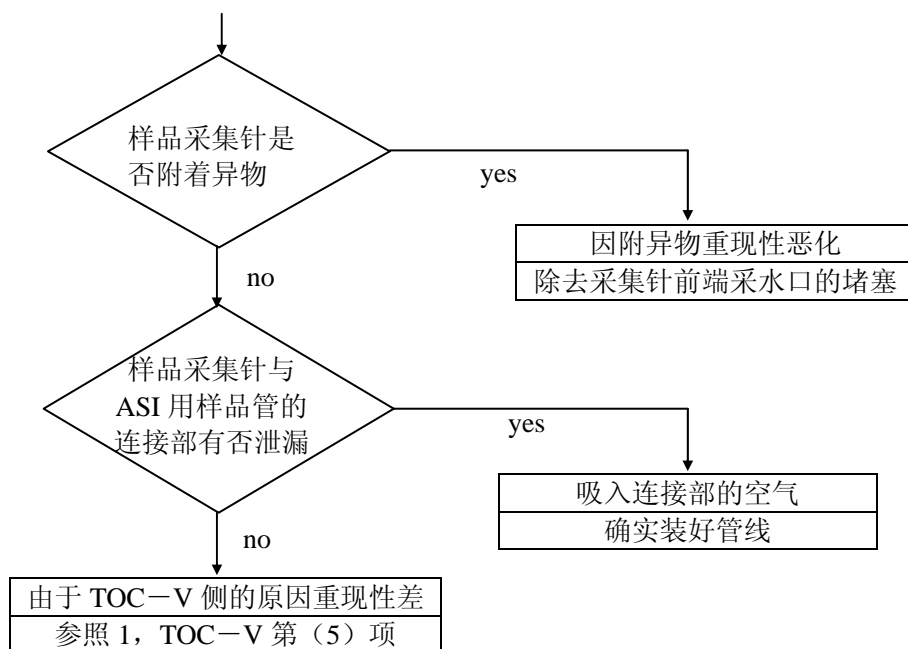 样品采集针是
否附着异物
yes
因附异物重现性恶化
除去采集针前端采水口的堵塞
no
样品采集针与
ASI 用样品管的
连接部有否泄漏
yes
吸入连接部的空气
确实装好管线
no
由于 TOC－V 侧的原因重现性差
参照 1，TOC－V 第（5）项